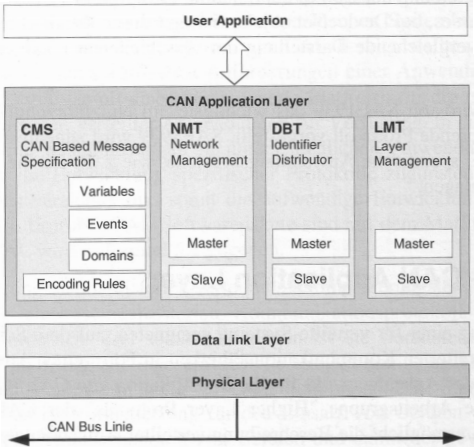 User Application
CAN Application Layer
CMS
CAN Based Message
Specification
Variables
Events
Domains
Encoding Rules
NMT
Network
Management
Master
Slave
DBT
Identifier
Distributor
Master
Slave
LMT
Layer
Management
Master
Slave
Data Link Layer
Physical Layer
CAN Bus Linie